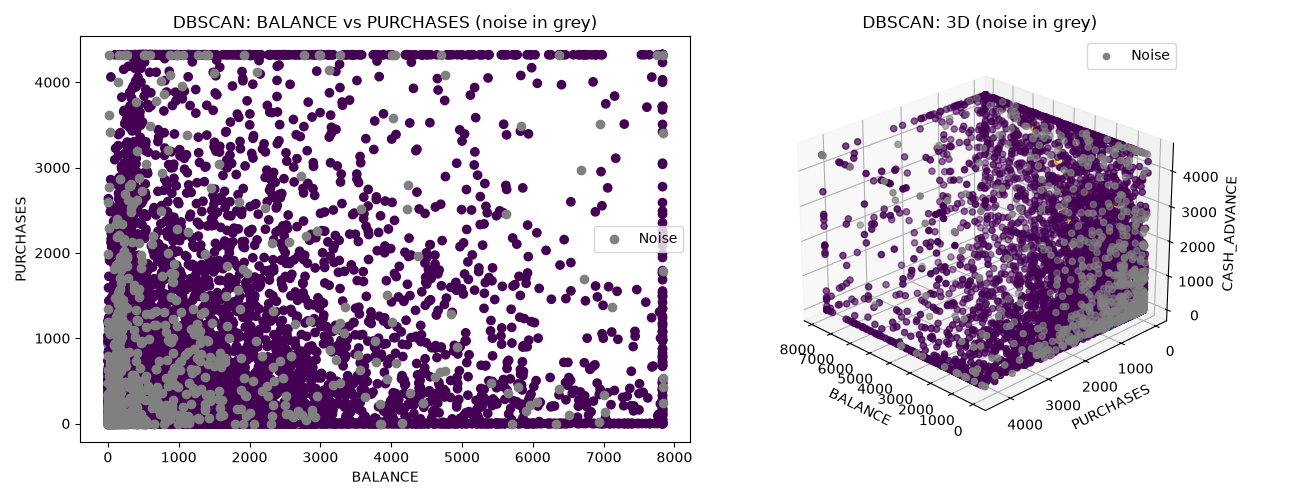 DBSCAN: BALANCE vs PURCHASES (noise in grey)
4000
3000
2000
1000
0
PURCHASES
Noise
0 1000 2000 3000 4000 5000 6000 7000 8000
BALANCE
DBSCAN: 3D (noise in grey)
Noise
4000
3000
2000
1000
0
CASH_ADVANCE
8000
7000
6000
5000
4000
3000
2000
1000
0
BALANCE
0
1000
2000
3000
4000
PURCHASES